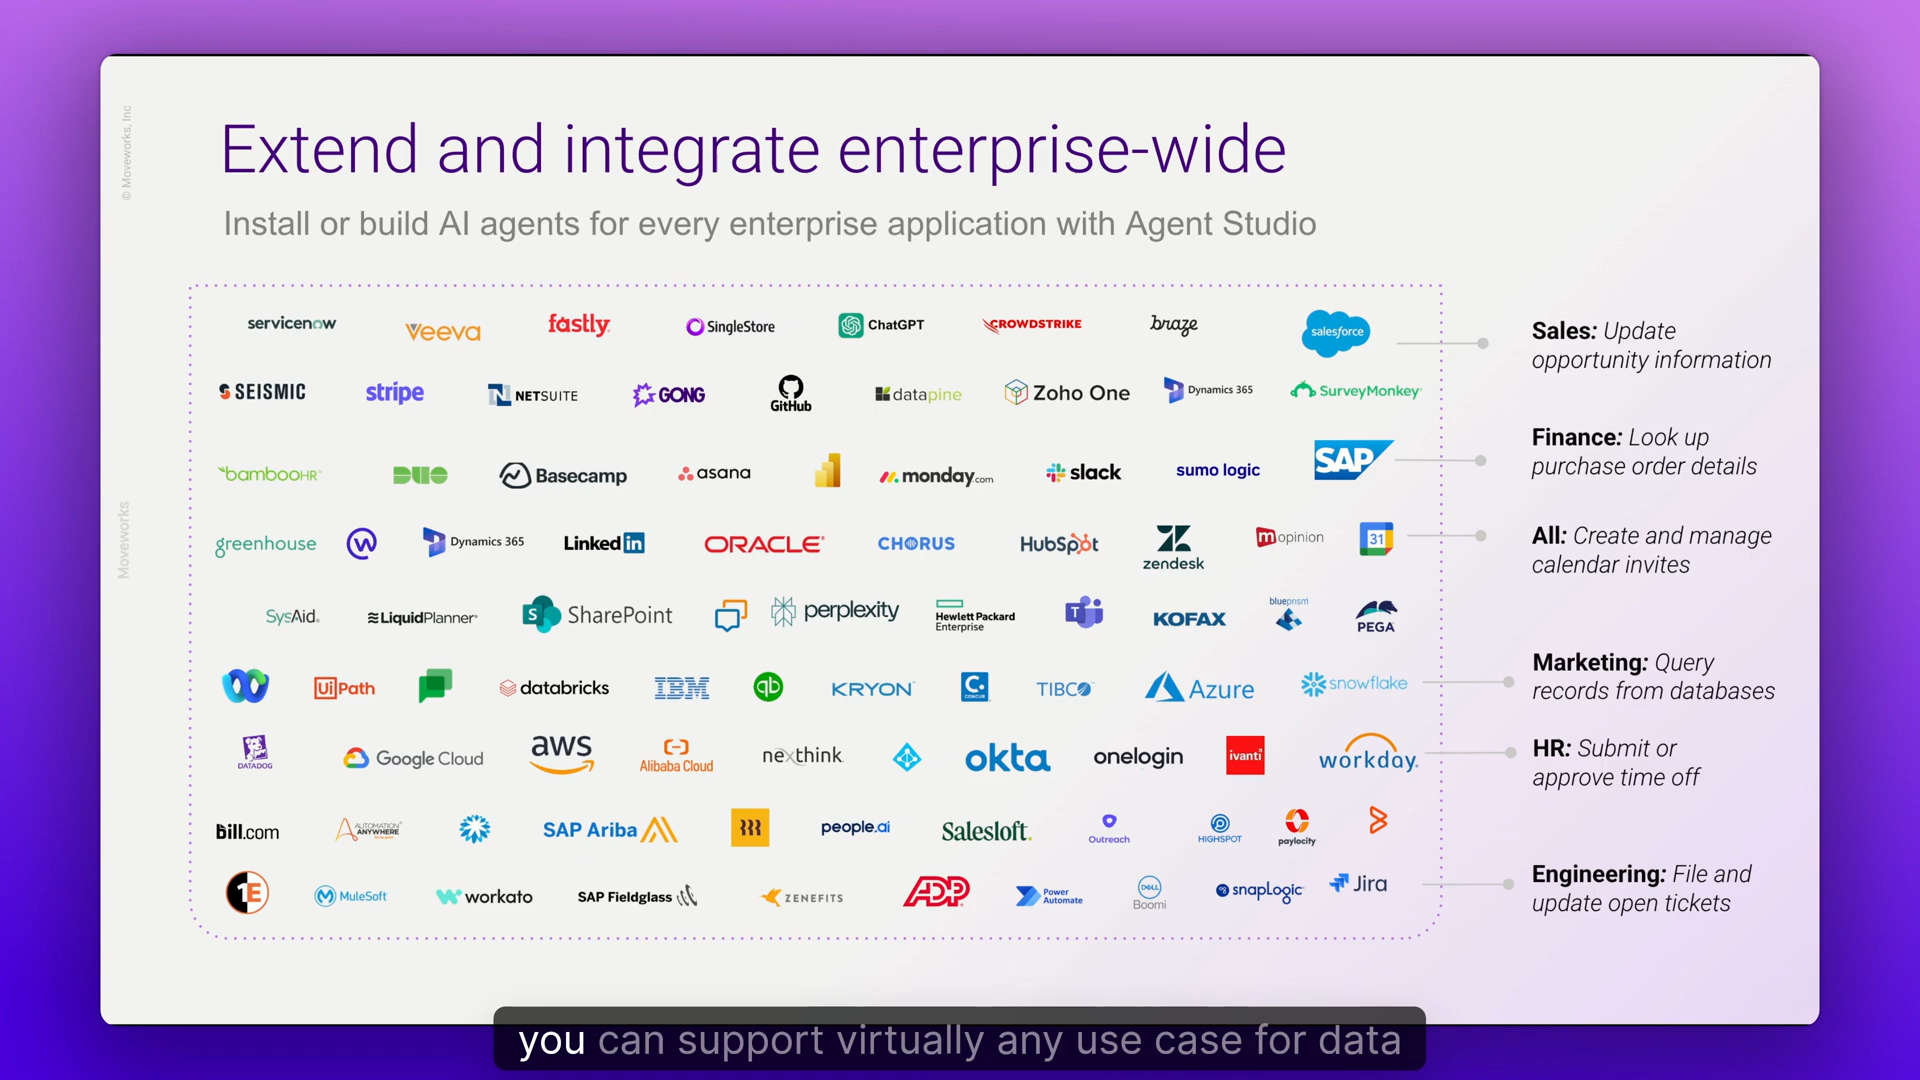 © Moveworks, Inc
Moveworks
Extend and integrate enterprise-wide
Install or build AI agents for every enterprise application with Agent Studio
servicenow
veeva
fastly
SingleStore
ChatGPT
CROWDSTRIKE
braze
salesforce
SEISMIC
stripe
NETSUITE
GONG
GitHub
datapine
Zoho One
Dynamics 365
SurveyMonkey
bambooHR
DUO
Basecamp
asana
monday.com
slack
sumo logic
SAP
greenhouse
Dynamics 365
Linked in
ORACLE
CHORUS
HubSpot
zendesk
mopinion
31
SysAid
LiquidPlanner
S SharePoint
perplexity
Hewlett Packard
Enterprise
T
KOFAX
blueprism
PEGA
UiPath
databricks
IBM
qb
KRYON
C.
CONCUR
TIBCO
Azure
snowflake
DATADOG
Google Cloud
aws
Alibaba Cloud
nexthink
okta
onelogin
ivanti
workday
Bill.com
AUTOMATION
ANYWHERE
SAP Ariba
people.ai
Salesloft.
Outreach
HIGHSPOT
paylocity
1E
MuleSoft
workato
SAP Fieldglass
ZENEFITS
ADP
Power
Automate
DELL
Boomi
snapLogic
Jira
Sales: Update
opportunity information
Finance: Look up
purchase order details
All: Create and manage
calendar invites
Marketing: Query
records from databases
HR: Submit or
approve time off
Engineering: File and
update open tickets
you can support virtually any use case for data